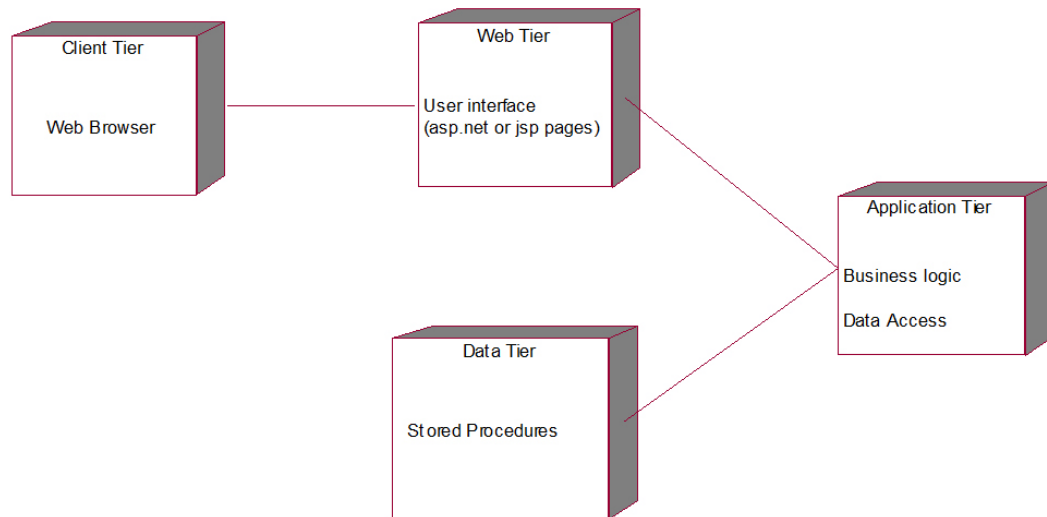 Client Tier
Web Browser
Web Tier
User interface
(asp.net or jsp pages)
Application Tier
Business logic
Data Access
Data Tier
Stored Procedures